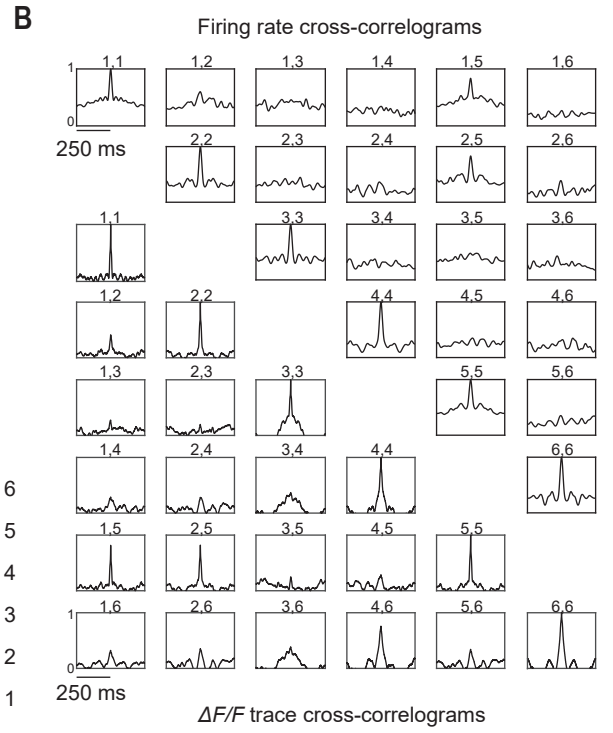 B
Firing rate cross-correlograms
1,1 1,2 1,3 1,4 1,5 1,6
1
0
250 ms
2,2 2,3 2,4 2,5 2,6
1,1 3,3 3,4 3,5 3,6
1,2 2,2 4,4 4,5 4,6
1,3 2,3 3,3 5,5 5,6
1,4 2,4 3,4 4,4 6,6
6
5
1,5 2,5 3,5 4,5 5,5
4
3
1,6 2,6 3,6 4,6 5,6 6,6
1
2
0
250 ms
1
ΔF/F trace cross-correlograms